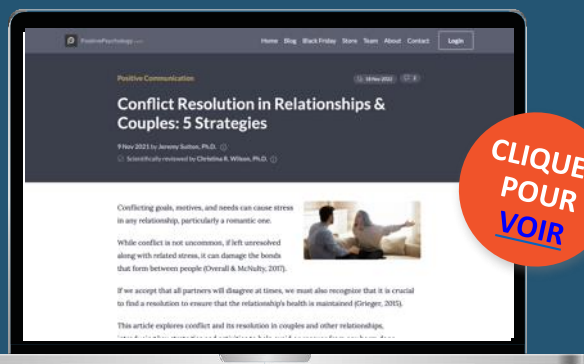 PositivePsychology.com
Home Blog Black Friday Store Team About Contact Login
Positive Communication
18 Nov 2022 2
Conflict Resolution in Relationships &
Couples: 5 Strategies
9 Nov 2021 by Jeremy Sutton, Ph.D.
Scientifically reviewed by Christina R. Wilson, Ph.D.
CLIQUE
POUR
VOIR
Conflicting goals, motives, and needs can cause stress
in any relationship, particularly a romantic one.
While conflict is not uncommon, if left unresolved
along with related stress, it can damage the bonds
that form between people (Overall & McNulty, 2017).
If we accept that all partners will disagree at times, we must also recognize that it is crucial
to find a resolution to ensure that the relationship's health is maintained (Grieger, 2015).
This article explores conflict and its resolution in couples and other relationships,